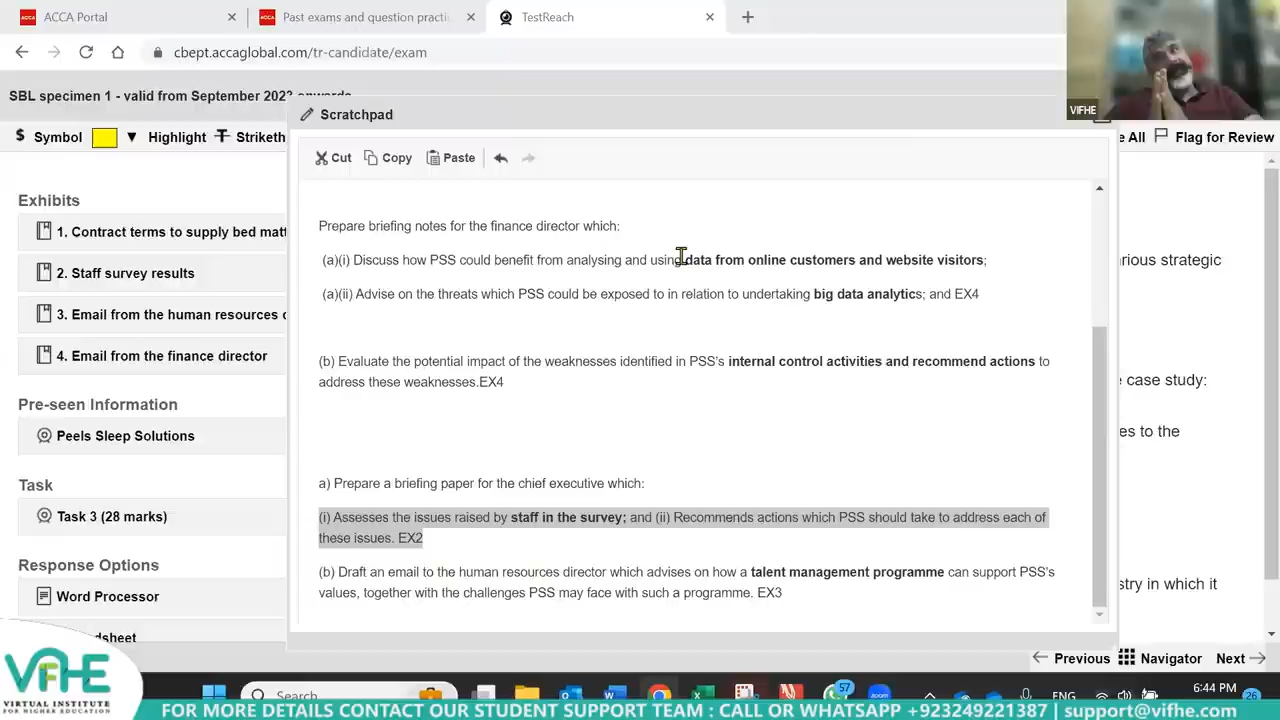 ACCA Portal
Past exams and question practi
TestReach
cbept.accaglobal.com/tr-candidate/exam
SBL specimen 1 - valid from September 2023 onwards
VIFHE
Scratchpad
$ Symbol
Highlight
Striketh
e All
Flag for Review
Cut
Copy
Paste
Exhibits
1. Contract terms to supply bed matt
2. Staff survey results
3. Email from the human resources c
4. Email from the finance director
Pre-seen Information
Peels Sleep Solutions
Task
Task 3 (28 marks)
Response Options
Word Processor
dsheet
Prepare briefing notes for the finance director which:
(a)(i) Discuss how PSS could benefit from analysing and using data from online customers and website visitors;
(a)(ii) Advise on the threats which PSS could be exposed to in relation to undertaking big data analytics; and EX4
(b) Evaluate the potential impact of the weaknesses identified in PSS's internal control activities and recommend actions to
address these weaknesses.EX4
a) Prepare a briefing paper for the chief executive which:
(i) Assesses the issues raised by staff in the survey; and (ii) Recommends actions which PSS should take to address each of
these issues. EX2
(b) Draft an email to the human resources director which advises on how a talent management programme can support PSS's
values, together with the challenges PSS may face with such a programme. EX3
arious strategic
e case study:
es to the
stry in which it
Previous
Navigator
Next
VIFHE
VIRTUAL INSTITUTE
FOR HIGHER EDUCATION
Search
57
ENG
6:44 PM
26
FOR MORE DETAILS CONTACT OUR STUDENT SUPPORT TEAM : CALL OR WHATSAPP +923249221387 | support@vifhe.com